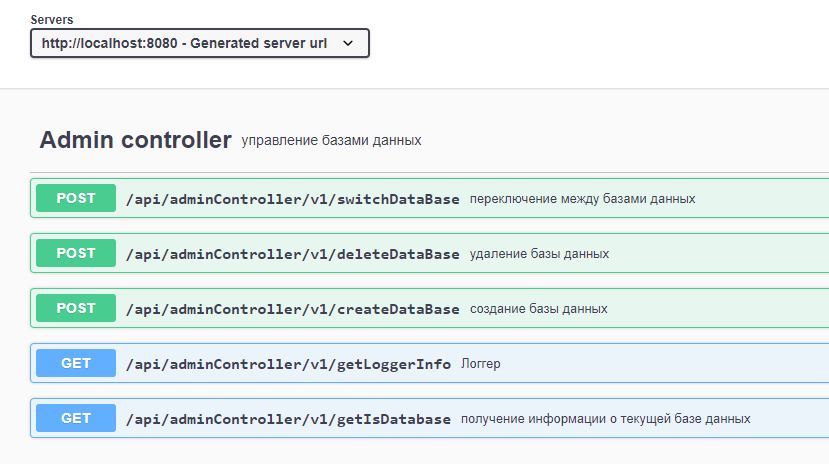 Servers
http://localhost:8080 - Generated server url
Admin controller управление базами данных
POST /api/adminController/v1/switchDataBase переключение между базами данных
POST /api/adminController/v1/deleteDataBase удаление базы данных
POST /api/adminController/v1/createDataBase создание базы данных
GET /api/adminController/v1/getLoggerInfo Логгер
GET /api/adminController/v1/getIsDatabase получение информации о текущей базе данных